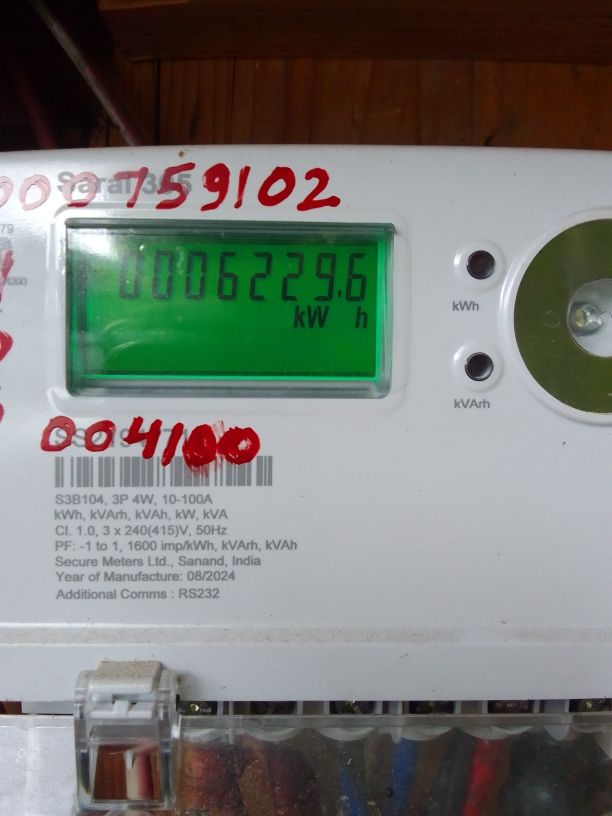 000759102
79
0006229.6
kW h
kWh
kVArh
004100
S3B104, 3P 4W, 10-100A
kWh, kVArh, kVAh, kW, kVA
Cl. 1.0, 3 x 240(415)V, 50Hz
PF: -1 to 1, 1600 imp/kWh, kVArh, kVAh
Secure Meters Ltd., Sanand, India
Year of Manufacture: 08/2024
Additional Comms : RS232